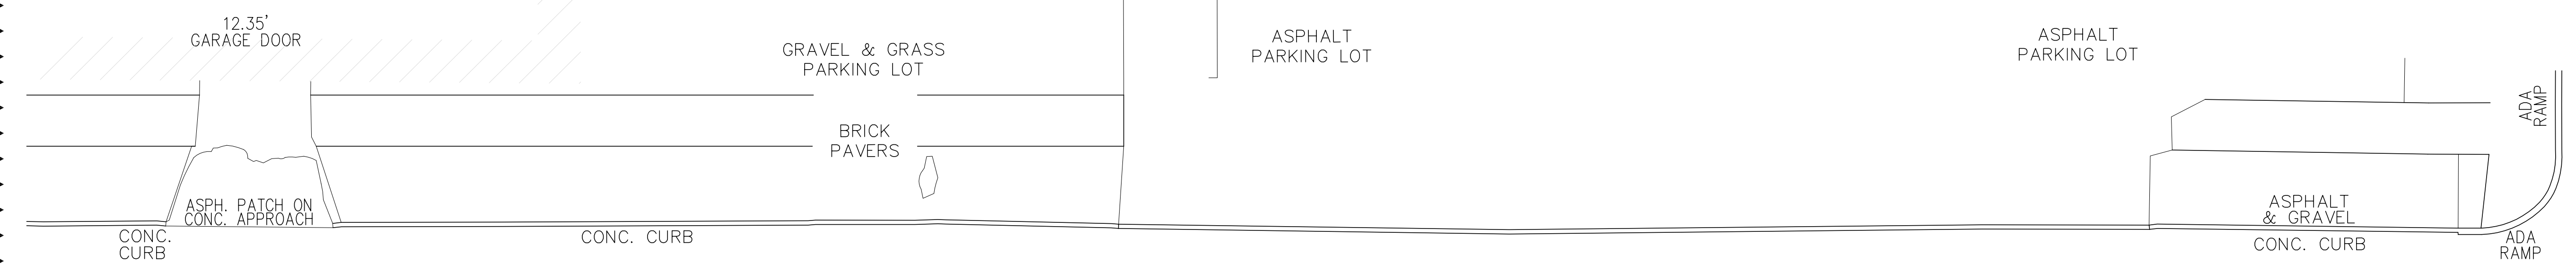 12.35'
GARAGE DOOR
GRAVEL & GRASS
PARKING LOT
ASPHALT
PARKING LOT
ASPHALT
PARKING LOT
ADA
RAMP
BRICK
PAVERS
ASPH. PATCH ON
CONC. APPROACH
ASPHALT
& GRAVEL
CONC.
CURB
CONC. CURB
CONC. CURB
ADA
RAMP